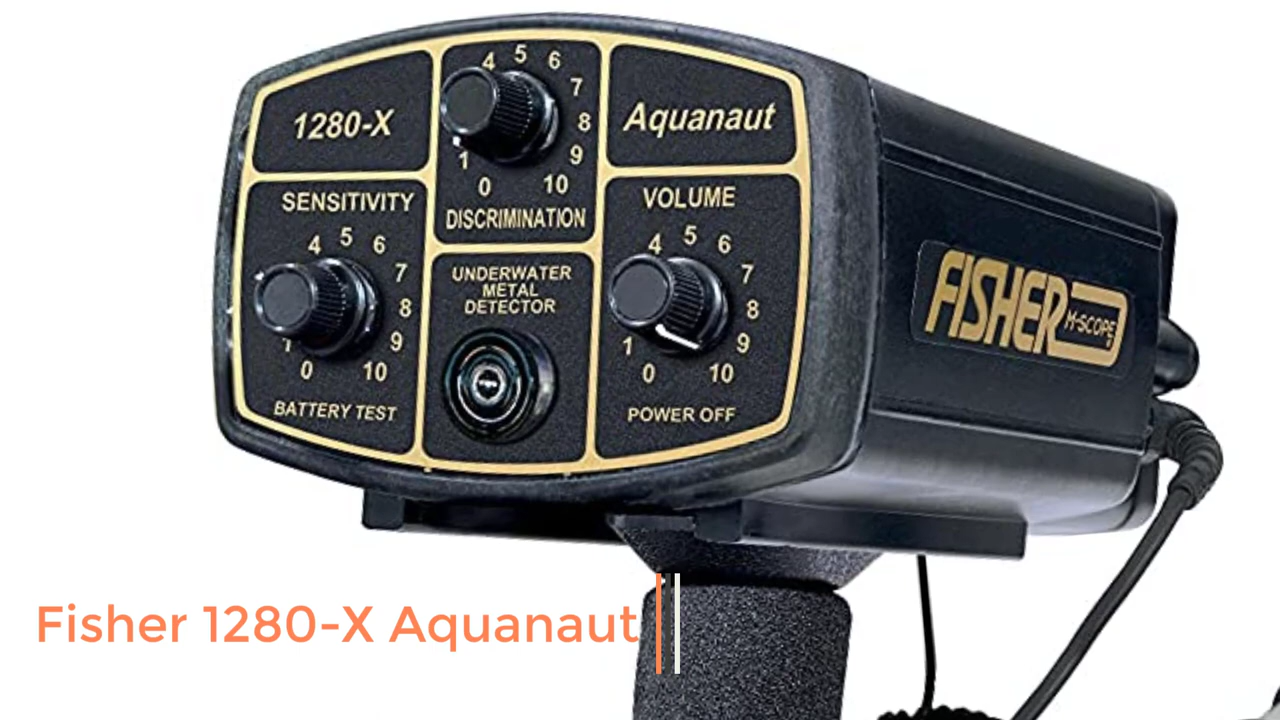 1280-X
4 5 6
7
8
9
10
0
1
DISCRIMINATION
Aquanaut
SENSITIVITY
4 5 6
7
8
9
10
0
1
BATTERY TEST
UNDERWATER
METAL
DETECTOR
VOLUME
4 5 6
7
8
9
10
0
1
POWER OFF
FISHER
M-SCOPE
Fisher 1280-X Aquanaut